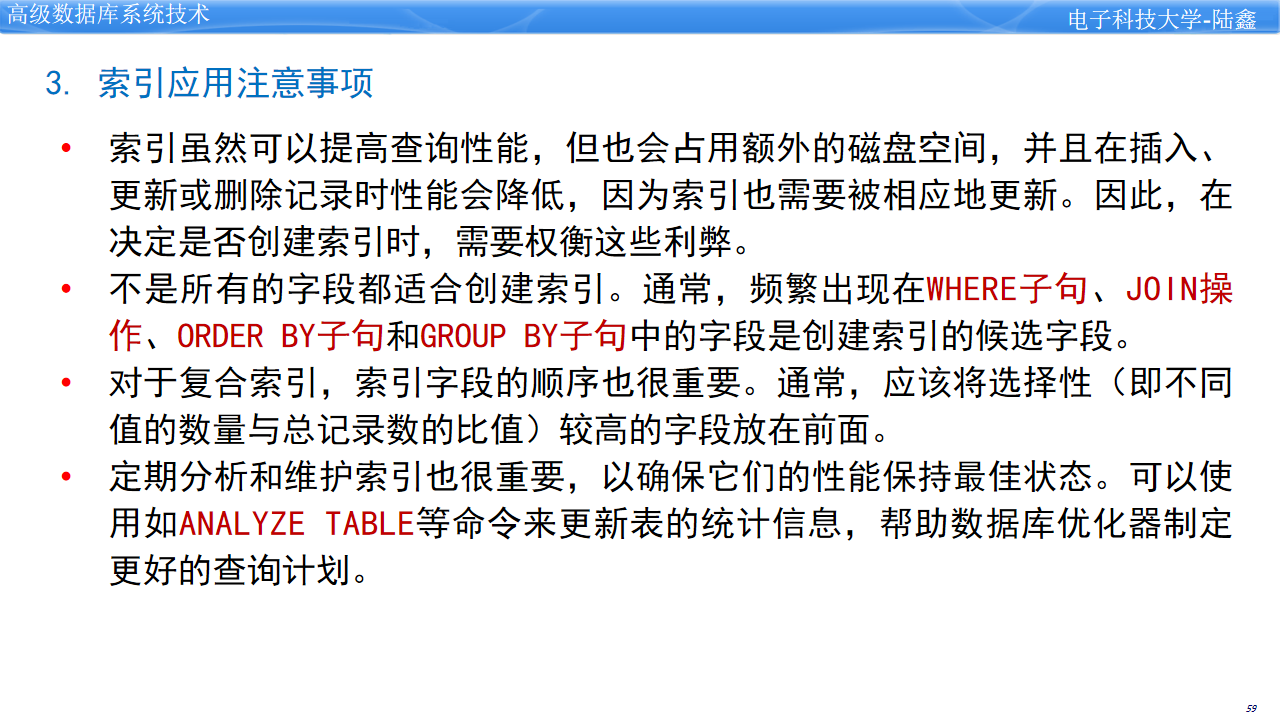 高级数据库系统技术
电子科技大学-陆鑫
3. 索引应用注意事项
• 索引虽然可以提高查询性能，但也会占用额外的磁盘空间，并且在插入、
更新或删除记录时性能会降低，因为索引也需要被相应地更新。因此，在
决定是否创建索引时，需要权衡这些利弊。
• 不是所有的字段都适合创建索引。通常，频繁出现在WHERE子句、JOIN操
作、ORDER BY子句和GROUP BY子句中的字段是创建索引的候选字段。
• 对于复合索引，索引字段的顺序也很重要。通常，应该将选择性（即不同
值的数量与总记录数的比值）较高的字段放在前面。
• 定期分析和维护索引也很重要，以确保它们的性能保持最佳状态。可以使
用如ANALYZE TABLE等命令来更新表的统计信息，帮助数据库优化器制定
更好的查询计划。
59